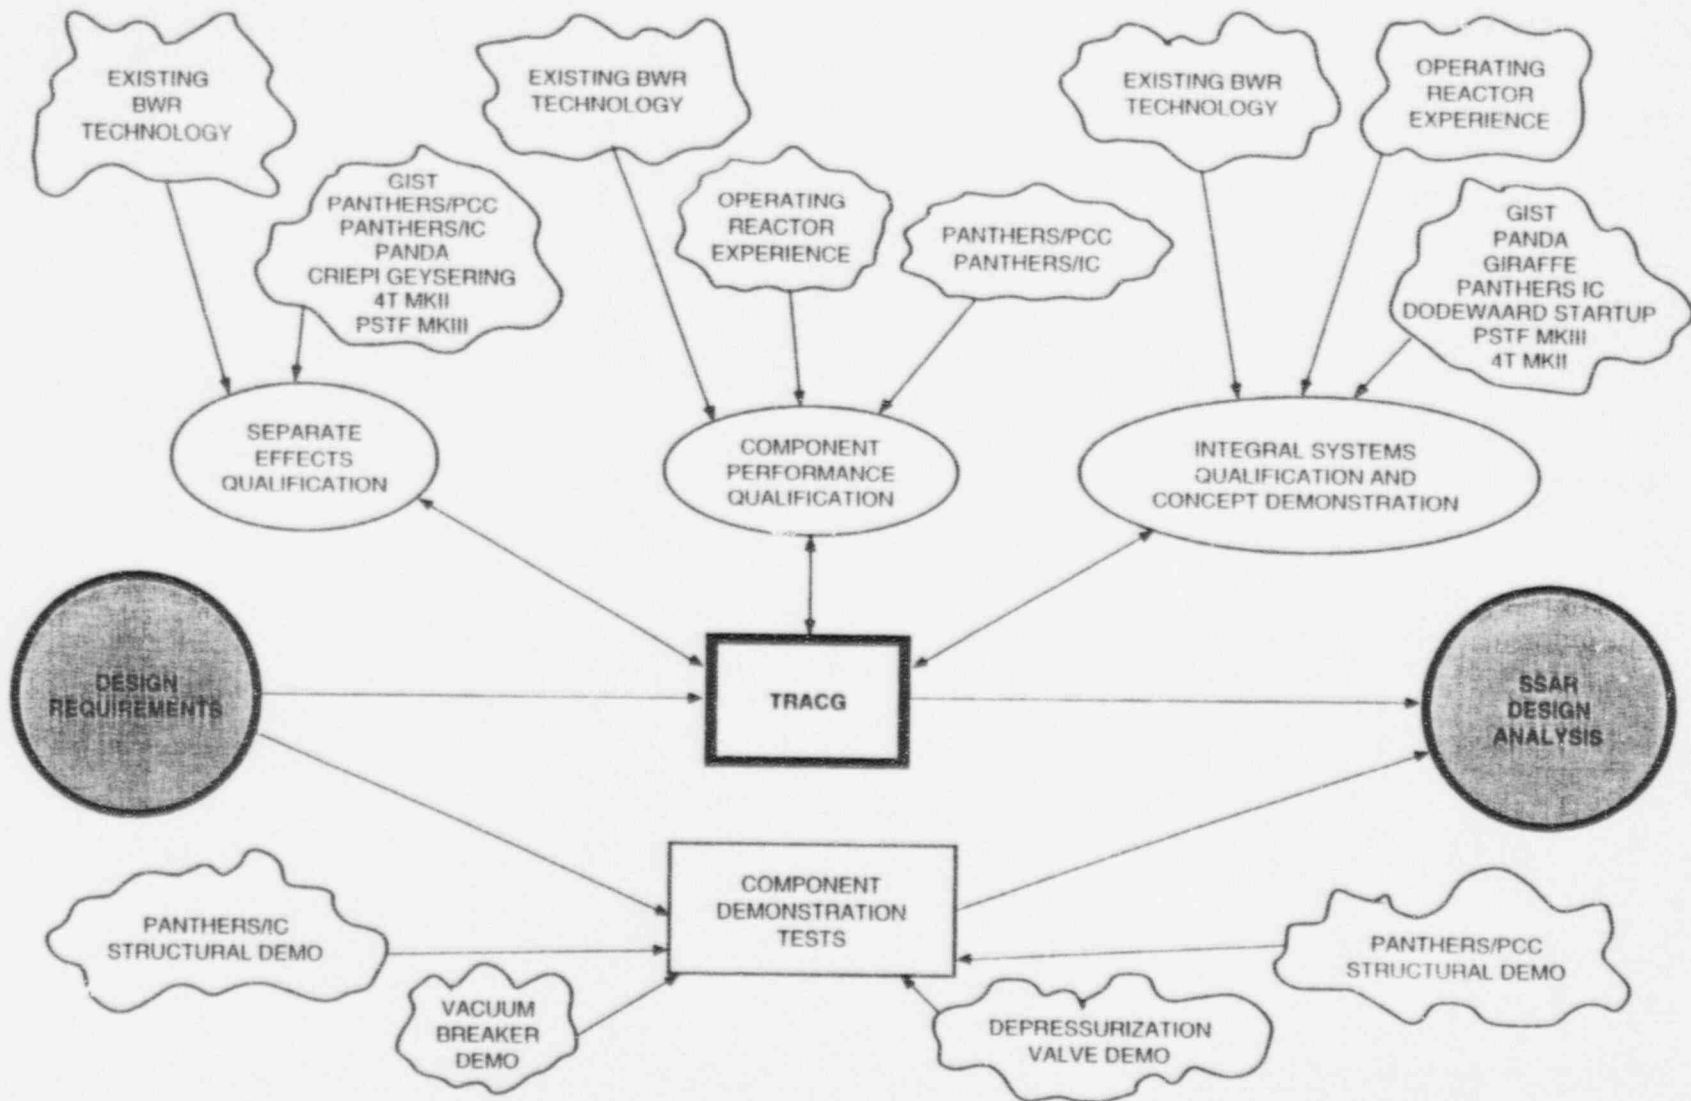 EXISTING
BWR
TECHNOLOGY
EXISTING BWR
TECHNOLOGY
EXISTING BWR
TECHNOLOGY
OPERATING
REACTOR
EXPERIENCE
GIST
PANTHERS/PCC
PANTHERS/IC
PANDA
CRIEPI GEYSERING
4T MKII
PSTF MKIII
OPERATING
REACTOR
EXPERIENCE
PANTHERS/PCC
PANTHERS/IC
GIST
PANDA
GIRAFFE
PANTHERS IC
DODEWAARD STARTUP
PSTF MKIII
4T MKII
SEPARATE
EFFECTS
QUALIFICATION
COMPONENT
PERFORMANCE
QUALIFICATION
INTEGRAL SYSTEMS
QUALIFICATION AND
CONCEPT DEMONSTRATION
DESIGN
REQUIREMENTS
TRACG
SSAR
DESIGN
ANALYSIS
COMPONENT
DEMONSTRATION
TESTS
PANTHERS/IC
STRUCTURAL DEMO
VACUUM
BREAKER
DEMO
DEPRESSURIZATION
VALVE DEMO
PANTHERS/PCC
STRUCTURAL DEMO